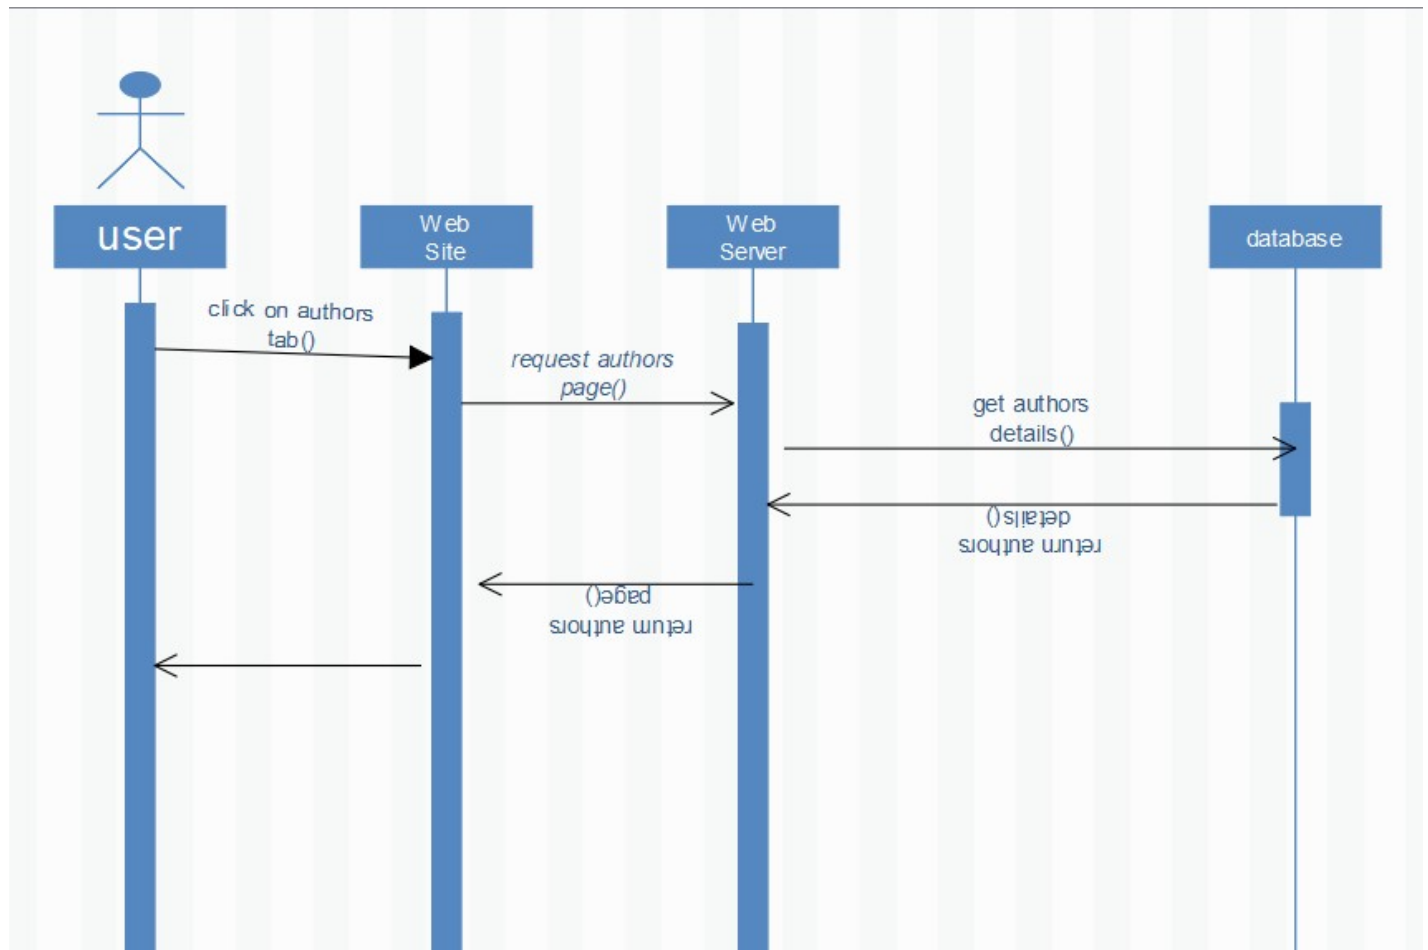 user
Web
Site
Web
Server
database
click on authors
tab()
request authors
page()
get authors
details()
return authors
details()
return authors
page()